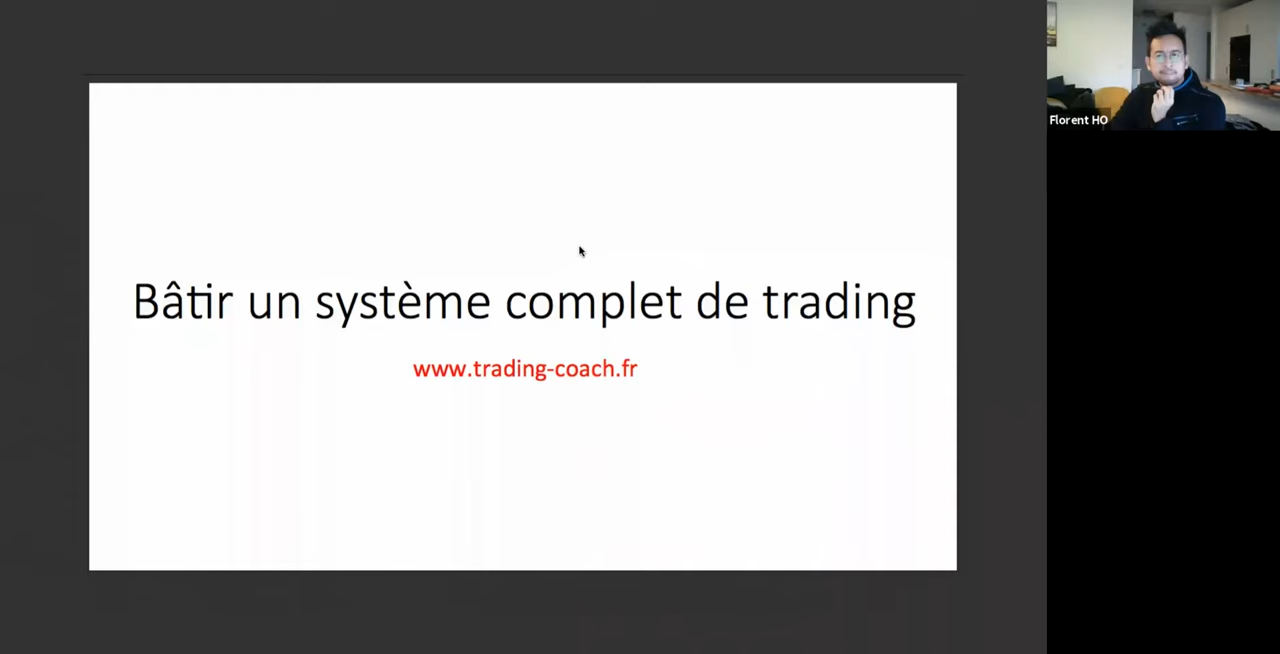 Bâtir un système complet de trading
www.trading-coach.fr
Florent HO